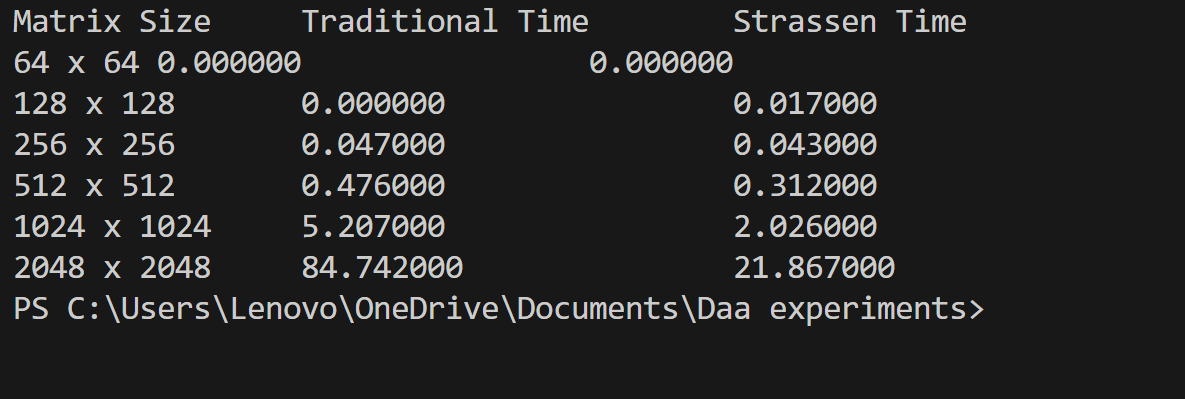 Matrix Size     Traditional Time        Strassen Time
64 x 64 0.000000                0.000000
128 x 128       0.000000                0.017000
256 x 256       0.047000                0.043000
512 x 512       0.476000                0.312000
1024 x 1024     5.207000                2.026000
2048 x 2048     84.742000               21.867000
PS C:\Users\Lenovo\OneDrive\Documents\Daa experiments>